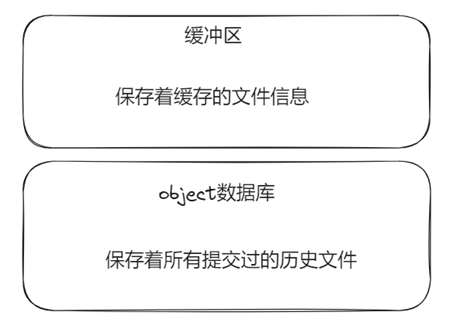 缓冲区
保存着缓存的文件信息
object数据库
保存着所有提交过的历史文件